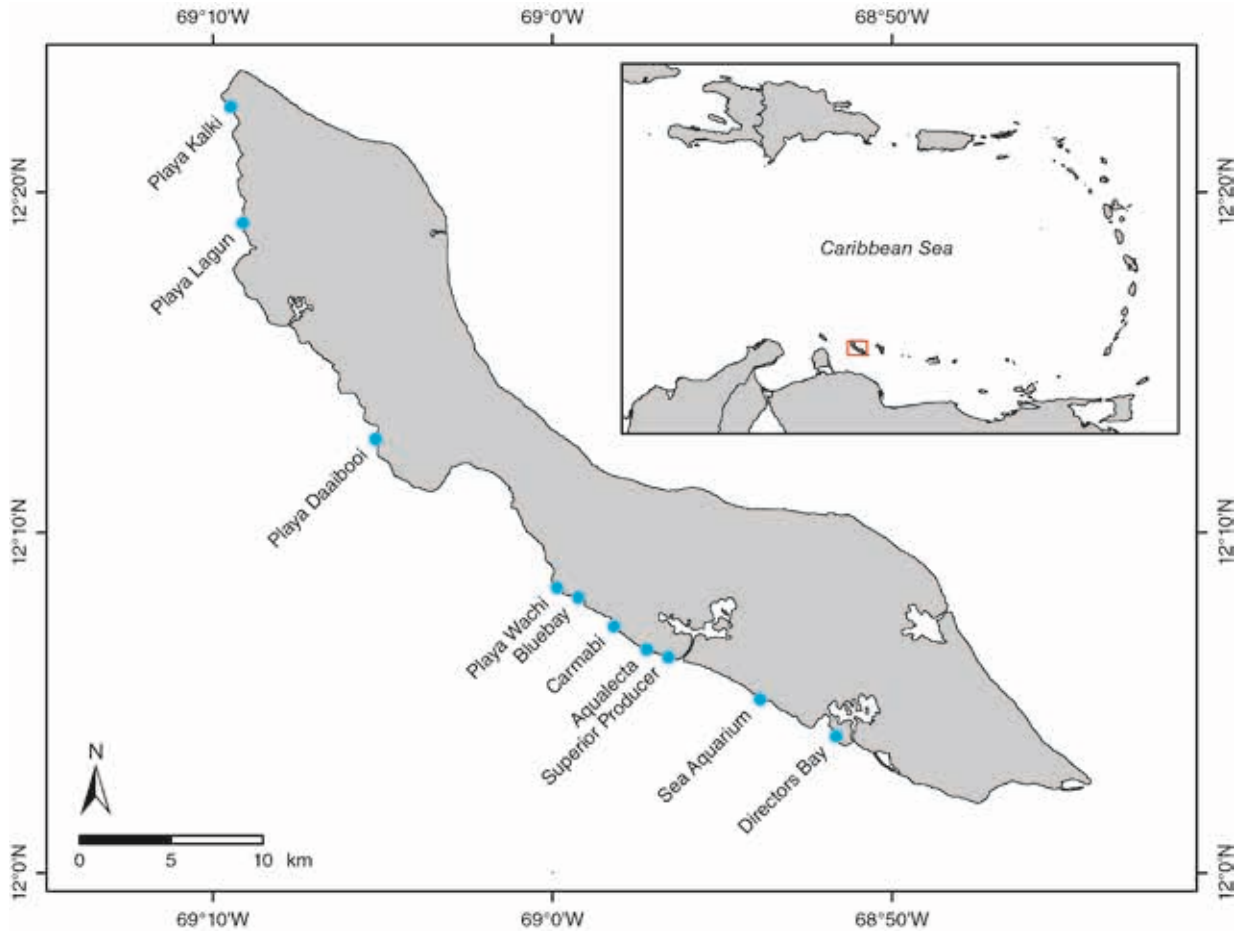 69°10'W 69°0'W 68°50'W
12°20'N 12°20'N
12°10'N 12°10'N
12°0'N 12°0'N
Caribbean Sea
Playa Kalki
Playa Lagun
Playa Daaibooi
Playa Wachi
Bluebay
Carmabi
Aqualecta
Superior Producer
Sea Aquarium
Directors Bay
N
0 5 10 km
69°10'W 69°0'W 68°50'W